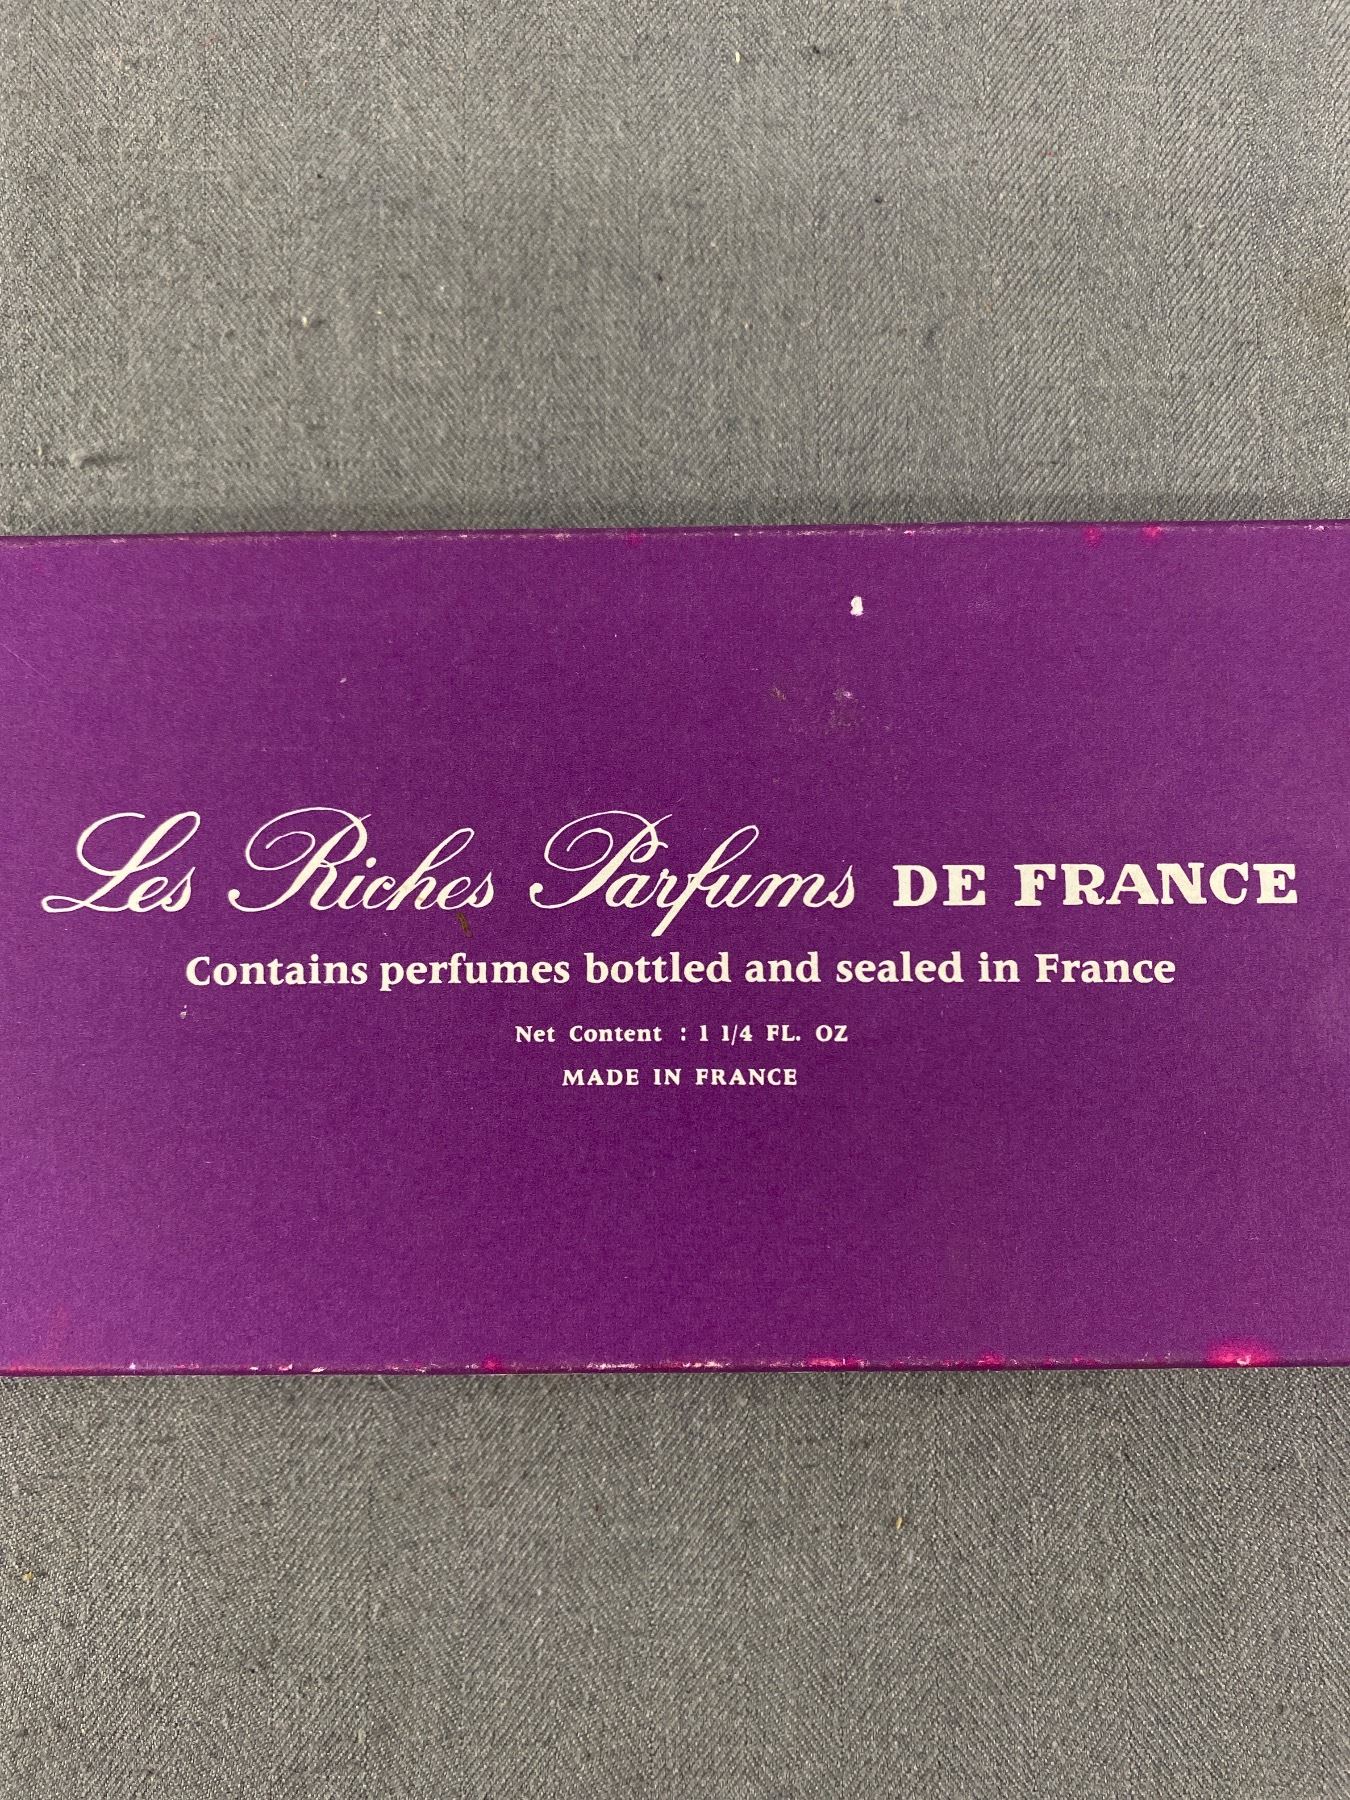 Les Riches Parfums DE FRANCE
Contains perfumes bottled and sealed in France
Net Content : 1 1/4 FL. OZ
MADE IN FRANCE